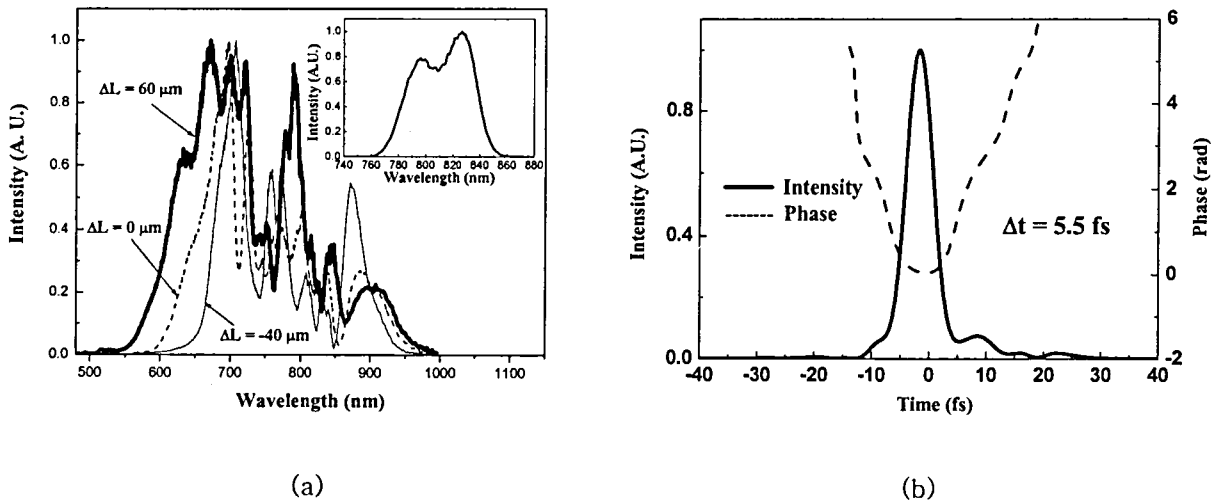 1.0
0.8
0.6
0.4
0.2
0.0
500 600 700 800 900 1000 1100
Wavelength (nm)
Intensity (A. U.)
ΔL = 60 μm
ΔL = 0 μm
ΔL = -40 μm
1.0
0.8
0.6
0.4
0.2
0.0
740 760 780 800 820 840 860 880
Wavelength (nm)
Intensity (A.U.)
(a)
0.8
0.4
0.0
Intensity (A.U.)
-40 -30 -20 -10 0 10 20 30 40
Time (fs)
6
4
2
0
-2
Phase (rad)
Intensity
Phase
Δt = 5.5 fs
(b)